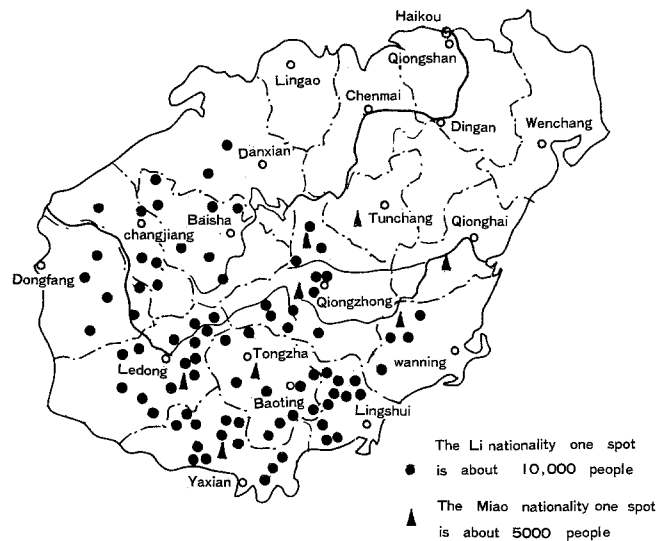 Haikou
Qiongshan
Lingao
Chenmai
Dingan
Wenchang
Danxian
Tunchang
Baisha
changjiang
Qionghai
Dongfang
Qiongzhong
Ledong
Tongzha
wanning
Baoting
Lingshui
Yaxian
The Li nationality one spot
is about 10,000 people
The Miao nationality one spot
is about 5000 people